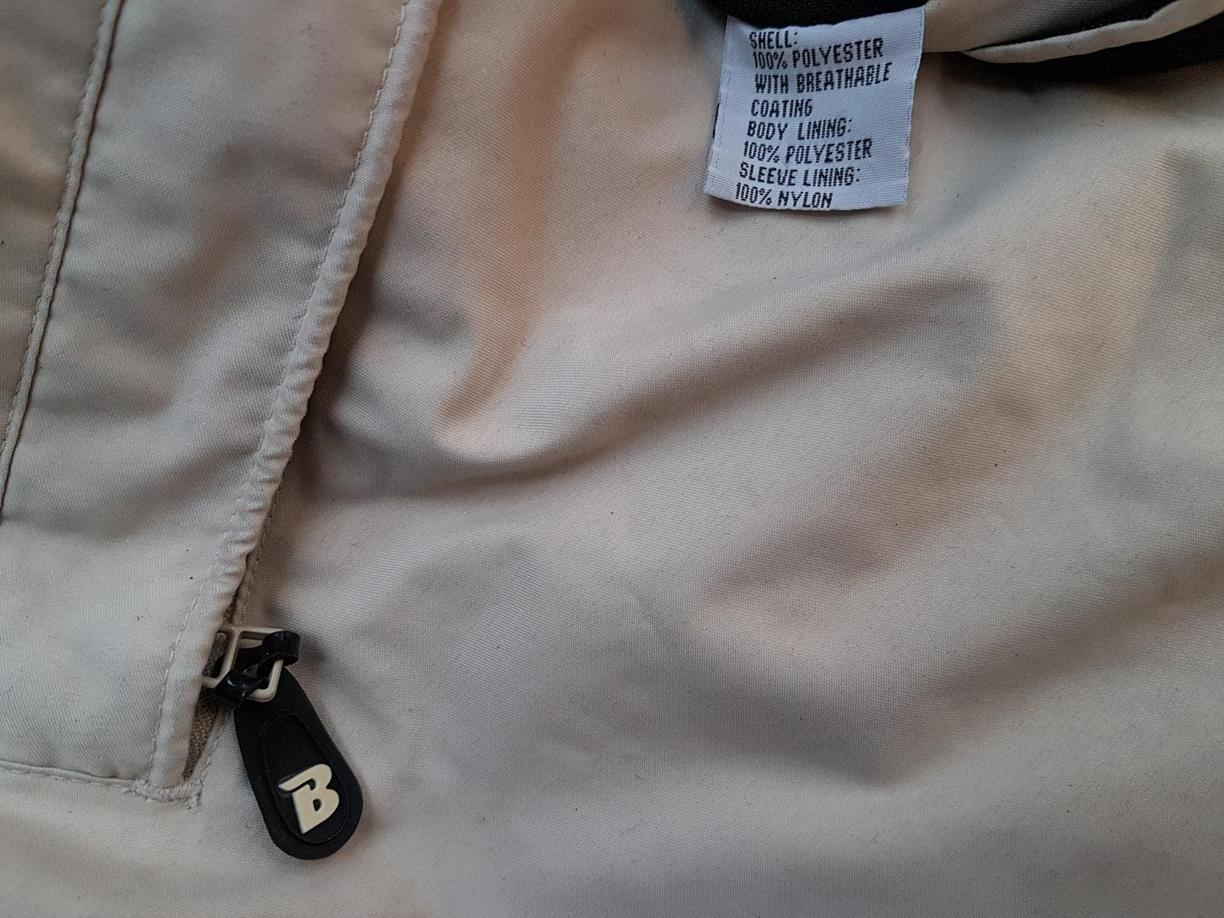 SHELL:
100% POLYESTER
WITH BREATHABLE
COATING
BODY LINING:
100% POLYESTER
SLEEVE LINING:
100% NYLON
B